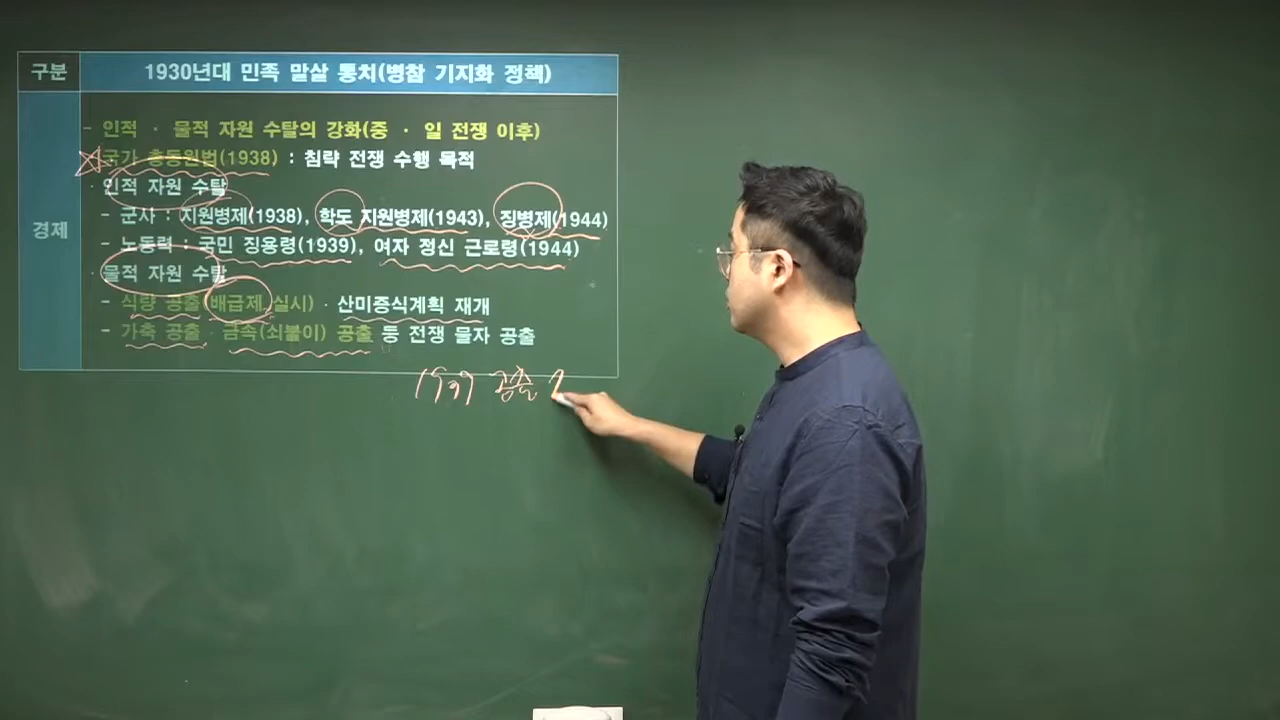 구분
1930년대 민족 말살 통치(병참 기지화 정책)
경제
- 인적 · 물적 자원 수탈의 강화(중 · 일 전쟁 이후)
국가 총동원법(1938) : 침략 전쟁 수행 목적
· 인적 자원 수탈
- 군사 : 지원병제(1938), 학도 지원병제(1943), 징병제(1944)
- 노동력 : 국민 징용령(1939), 여자 정신 근로령(1944)
· 물적 자원 수탈
- 식량 공출(배급제 실시) · 산미증식계획 재개
- 가축 공출 · 금속(쇠붙이) 공출 등 전쟁 물자 공출
공출